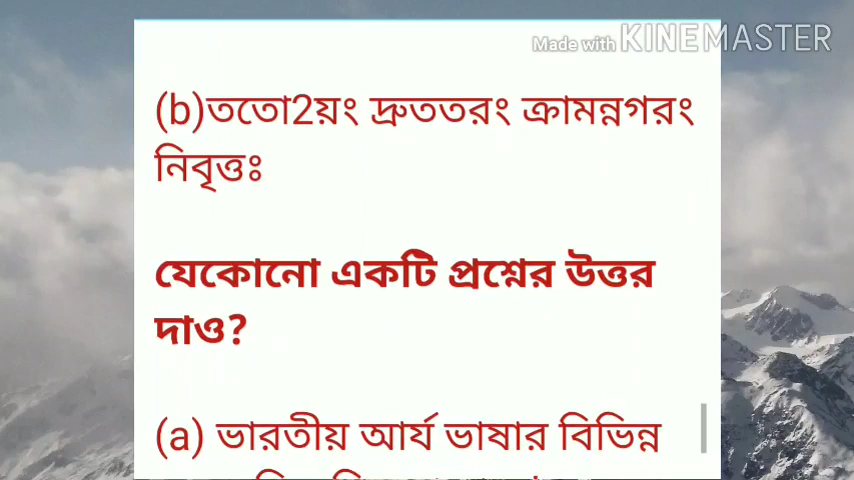 Made with KINEMASTER
(b)ততো2য়ং দ্রুততরং ক্রামন্নগরং
নিবৃত্তঃ
যেকোনো একটি প্রশ্নের উত্তর
দাও?
(a) ভারতীয় আর্য ভাষার বিভিন্ন